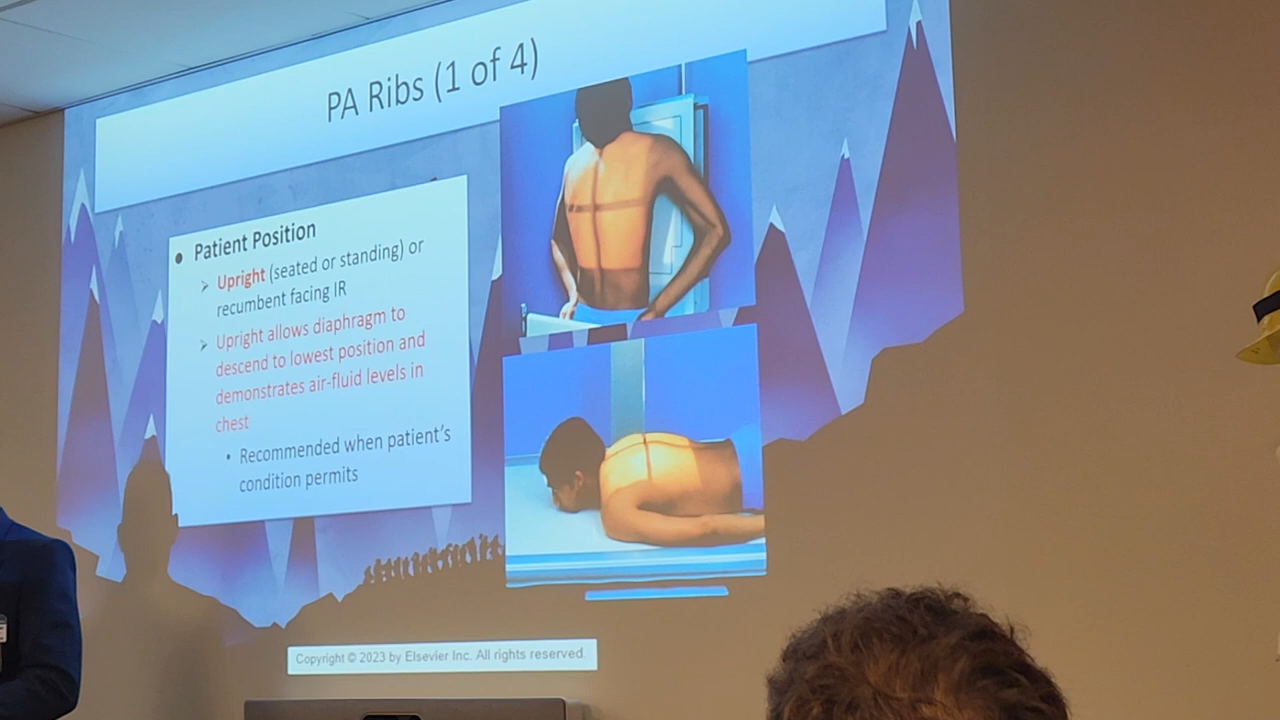 PA Ribs (1 of 4)
• Patient Position
➢ Upright (seated or standing) or
recumbent facing IR
➢ Upright allows diaphragm to
descend to lowest position and
demonstrates air-fluid levels in
chest
• Recommended when patient's
condition permits
Copyright © 2023 by Elsevier Inc. All rights reserved.